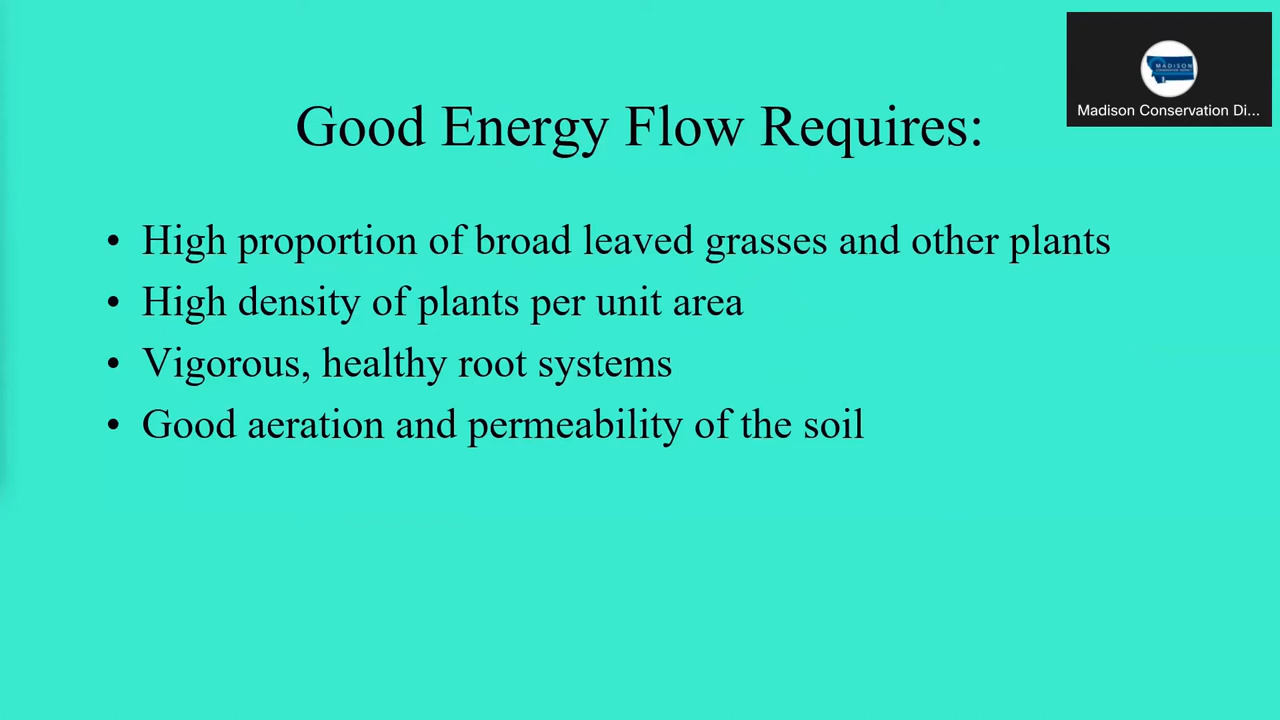 MADISON
Madison Conservation Di...
Good Energy Flow Requires:
• High proportion of broad leaved grasses and other plants
• High density of plants per unit area
• Vigorous, healthy root systems
• Good aeration and permeability of the soil